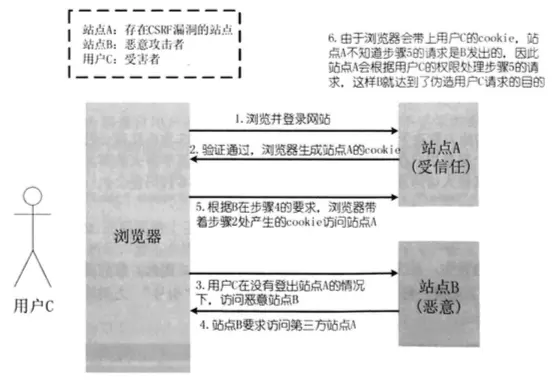 站点A：存在CSRF漏洞的站点
站点B：恶意攻击者
用户C：受害者
6.由于浏览器会带上用户C的cookie，站
点A不知道步骤5的请求是B发出的，因此
站点A会根据用户C的权限处理步骤5的请
求，这样B就达到了伪造用户C请求的目的
1.浏览并登录网站
2.验证通过，浏览器生成站点A的cookie
站点A
(受信任)
5.根据B在步骤4的要求，浏览器带
着步骤2处产生的cookie访问站点A
浏览器
用户C
3.用户C在没有登出站点A的情况
下，访问恶意站点B
4. 站点B要求访问第三方站点A
站点B
(恶意)